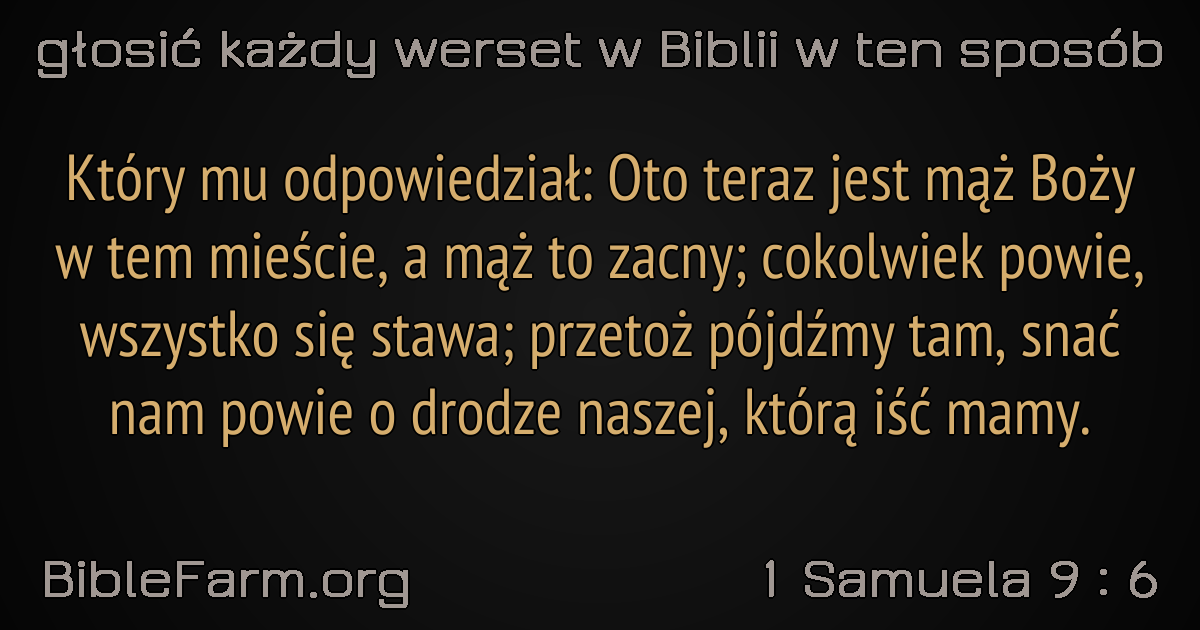 głosić każdy werset w Biblii w ten sposób
Który mu odpowiedział: Oto teraz jest mąż Boży
w tem mieście, a mąż to zacny; cokolwiek powie,
wszystko się stawa; przetoż pójdźmy tam, snać
nam powie o drodze naszej, którą iść mamy.
BibleFarm.org
1 Samuela 9 : 6